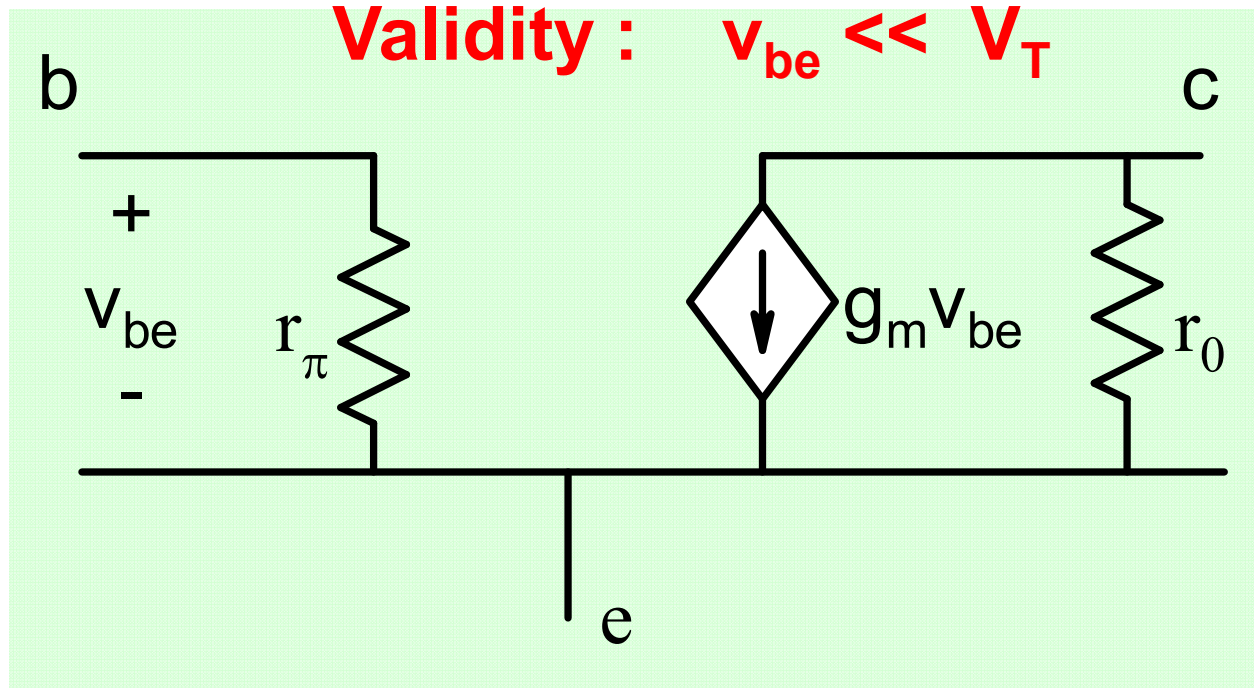 Validity : v_be << V_T
b
c
+
v_be
r_π
g_m v_be
r_0
-
e